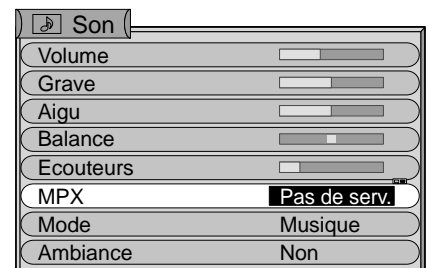 Son
Volume
Grave
Aigu
Balance
Ecouteurs
MPX Pas de serv.
Mode Musique
Ambiance Non